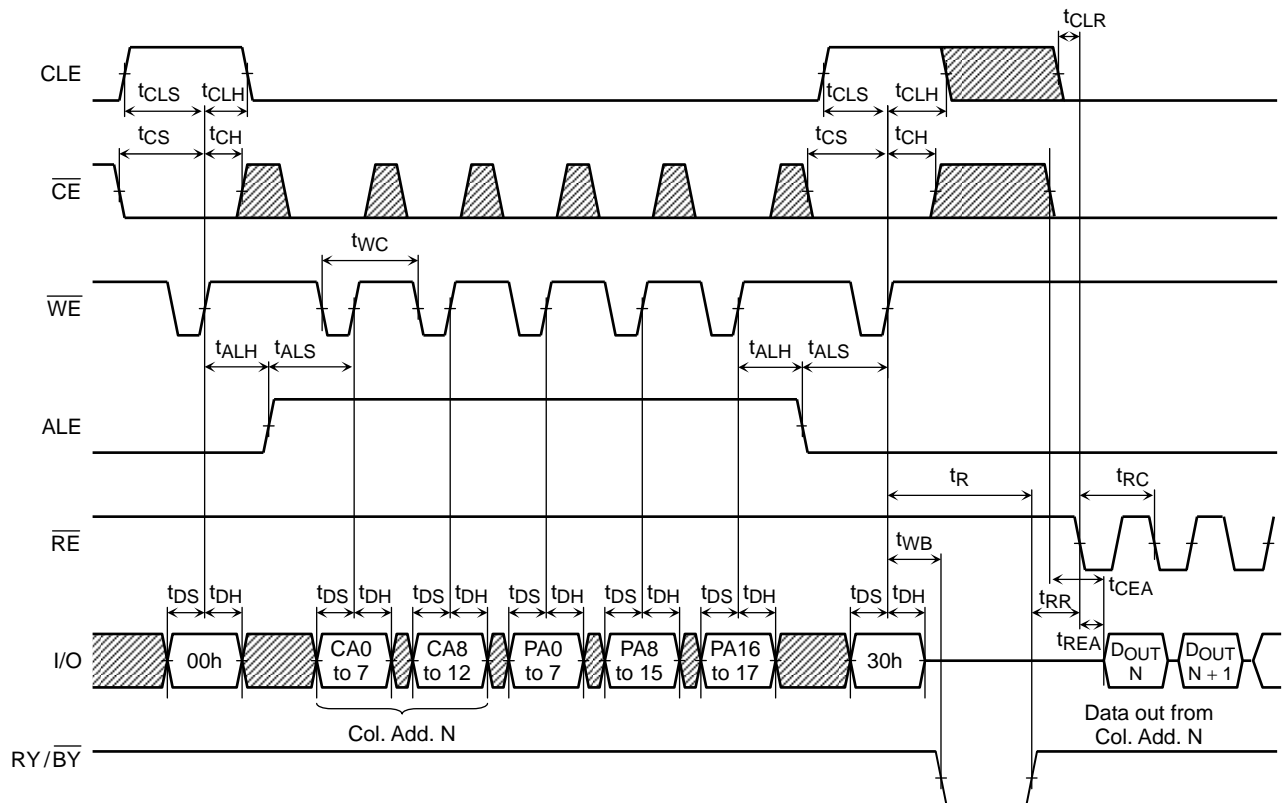 tCLR
CLE
tCLS tCLH tCLS tCLH
tCS tCH tCS tCH
CE
tWC
WE
tALH tALS tALH tALS
ALE
tR tRC
RE
tWB
tCEA
tDS tDH tDS tDH tDS tDH tDS tDH tDS tDH tDS tDH tDS tDH tRR
tREA
I/O 00h CA0 to 7 CA8 to 12 PA0 to 7 PA8 to 15 PA16 to 17 30h DOUT N DOUT N + 1
Col. Add. N
Data out from
Col. Add. N
RY/BY